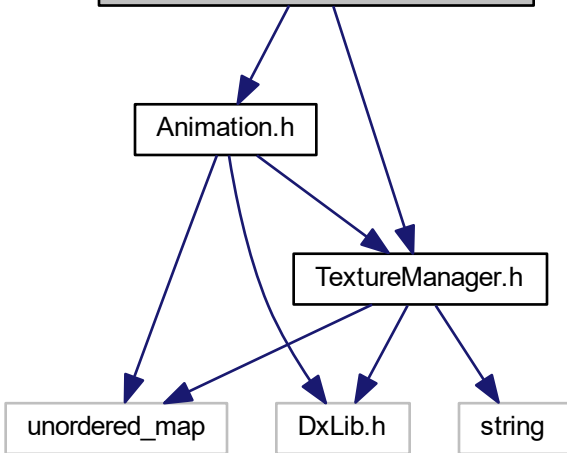 Animation.h
TextureManager.h
unordered_map
DxLib.h
string